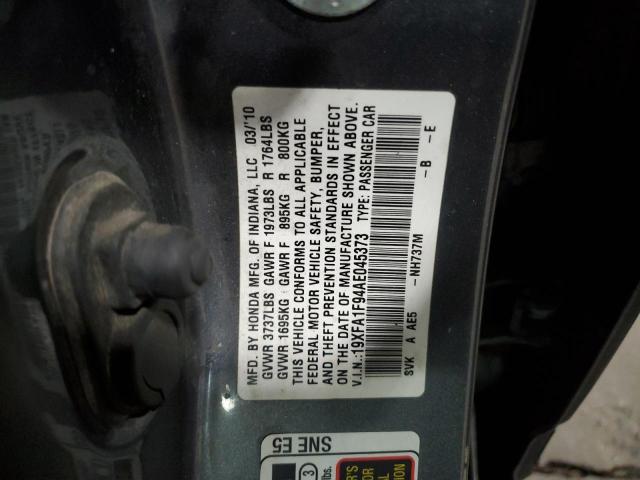 MFD. BY HONDA MFG. OF INDIANA, LLC 03/'10
GVWR 3737LBS GAWR F 1973LBS R 1764LBS
GVWR 1695KG GAWR F 895KG R 800KG
THIS VEHICLE CONFORMS TO ALL APPLICABLE
FEDERAL MOTOR VEHICLE SAFETY, BUMPER,
AND THEFT PREVENTION STANDARDS IN EFFECT
ON THE DATE OF MANUFACTURE SHOWN ABOVE.
V.I.N.:19XFA1F94AE045373 TYPE: PASSENGER CAR
SVK A AE5 -NH737M -B -E
SNE E5
3
lbs.